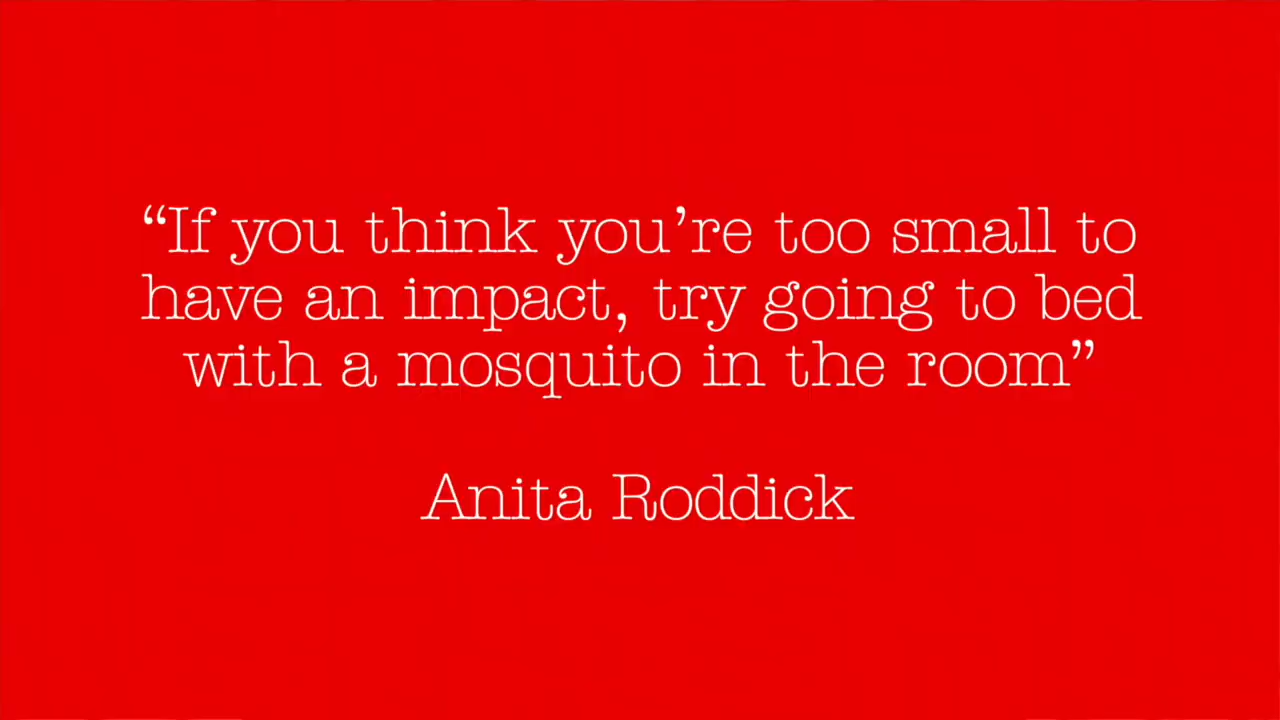 “If you think you’re too small to
have an impact, try going to bed
with a mosquito in the room”
Anita Roddick